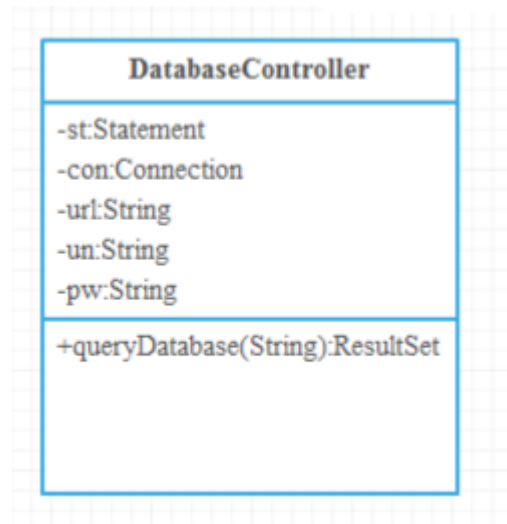 DatabaseController
-st:Statement
-con:Connection
-url:String
-un:String
-pw:String
+queryDatabase(String):ResultSet